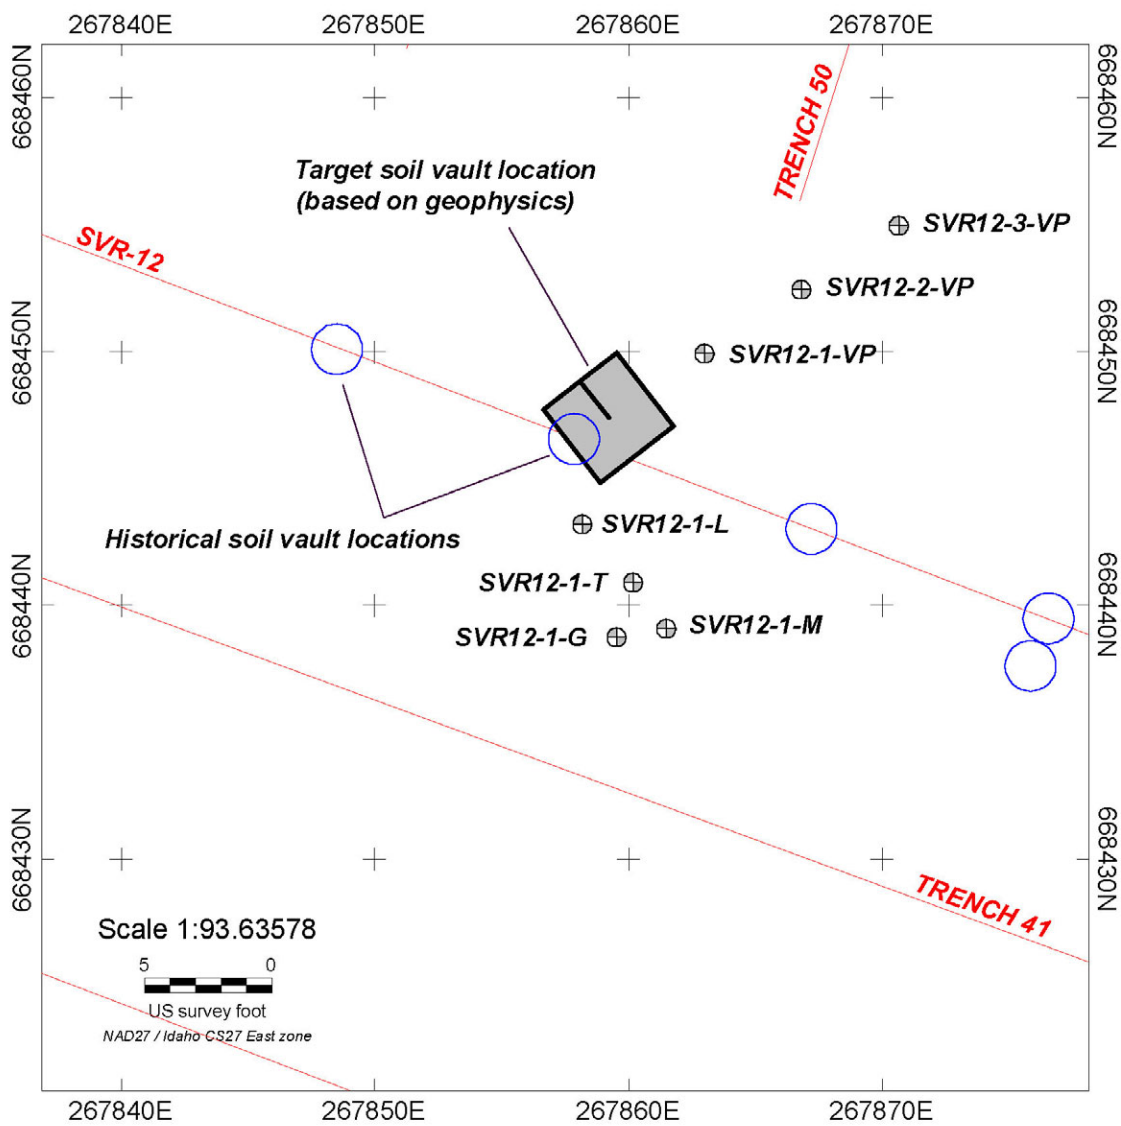 267840E 267850E 267860E 267870E
668460N 668460N
TRENCH 50
Target soil vault location
(based on geophysics)
SVR12-3-VP
SVR-12
SVR12-2-VP
668450N 668450N
SVR12-1-VP
SVR12-1-L
Historical soil vault locations
SVR12-1-T
668440N 668440N
SVR12-1-M
SVR12-1-G
668430N 668430N
TRENCH 41
Scale 1:93.63578
5 0
US survey foot
NAD27 / Idaho CS27 East zone
267840E 267850E 267860E 267870E